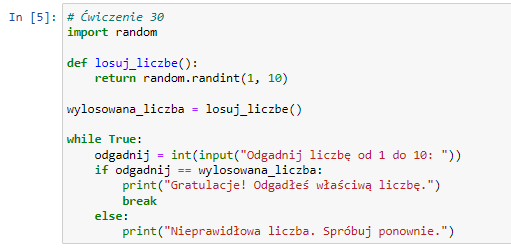 In [5]: # Ćwiczenie 30
import random

def losuj_liczbe():
    return random.randint(1, 10)

wylosowana_liczba = losuj_liczbe()

while True:
    odgadnij = int(input("Odgadnij liczbę od 1 do 10: "))
    if odgadnij == wylosowana_liczba:
        print("Gratulacje! Odgadłeś właściwą liczbę.")
        break
    else:
        print("Nieprawidłowa liczba. Spróbuj ponownie.")